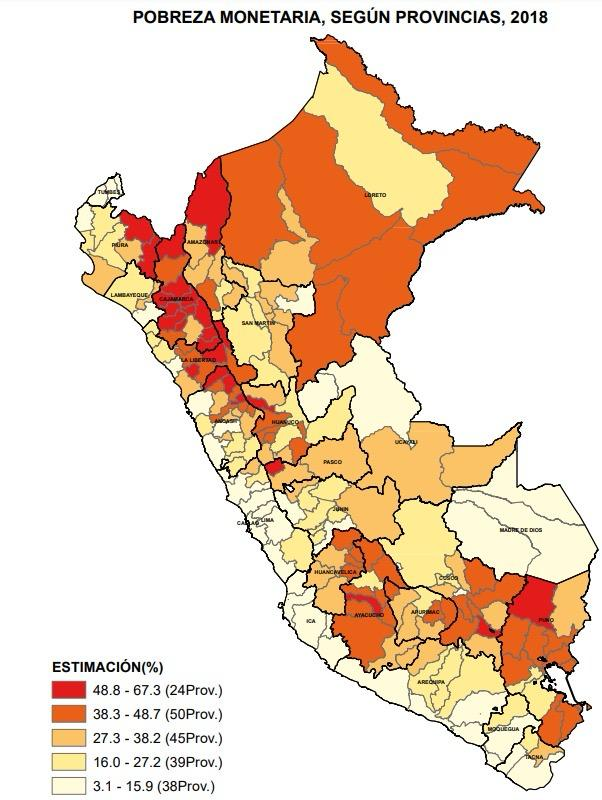 POBREZA MONETARIA, SEGÚN PROVINCIAS, 2018
TUMBES
LORETO
PIURA
AMAZONAS
LAMBAYEQUE
CAJAMARCA
SAN MARTIN
LA LIBERTAD
ANCASH
HUANUCO
UCAYALI
PASCO
JUNIN
LIMA
MADRE DE DIOS
HUANCAVELICA
CUSCO
ICA
AYACUCHO
APURIMAC
PUNO
AREQUIPA
MOQUEGUA
TACNA
ESTIMACIÓN(%)
48.8 - 67.3 (24Prov.)
38.3 - 48.7 (50Prov.)
27.3 - 38.2 (45Prov.)
16.0 - 27.2 (39Prov.)
3.1 - 15.9 (38Prov.)